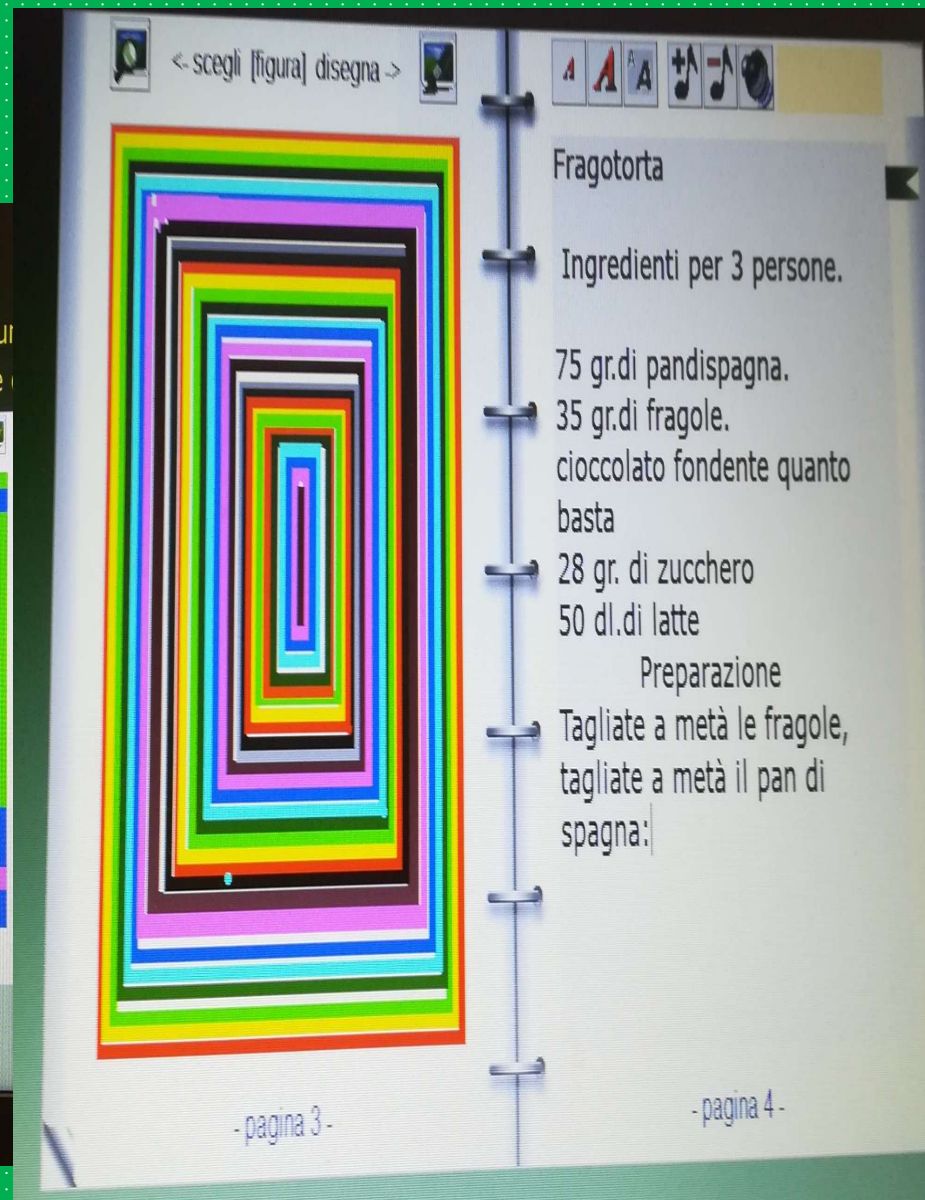 <- scegli [figura] disegna ->
- pagina 3 -
Fragotorta
Ingredienti per 3 persone.
75 gr.di pandispagna.
35 gr.di fragole.
cioccolato fondente quanto
basta
28 gr. di zucchero
50 dl.di latte
Preparazione
Tagliate a metà le fragole,
tagliate a metà il pan di
spagna:
- pagina 4 -